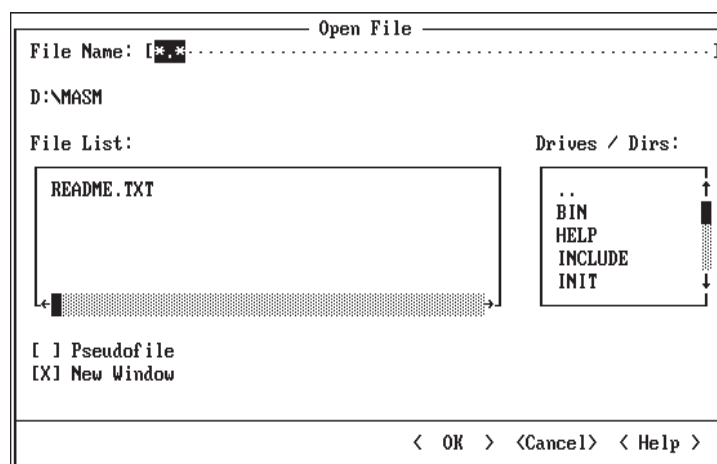 Open File
File Name: [*.*·······················································]
D:\MASM
File List: Drives / Dirs:
README.TXT
..
BIN
HELP
INCLUDE
INIT
[ ] Pseudofile
[X] New Window
< OK > <Cancel> < Help >